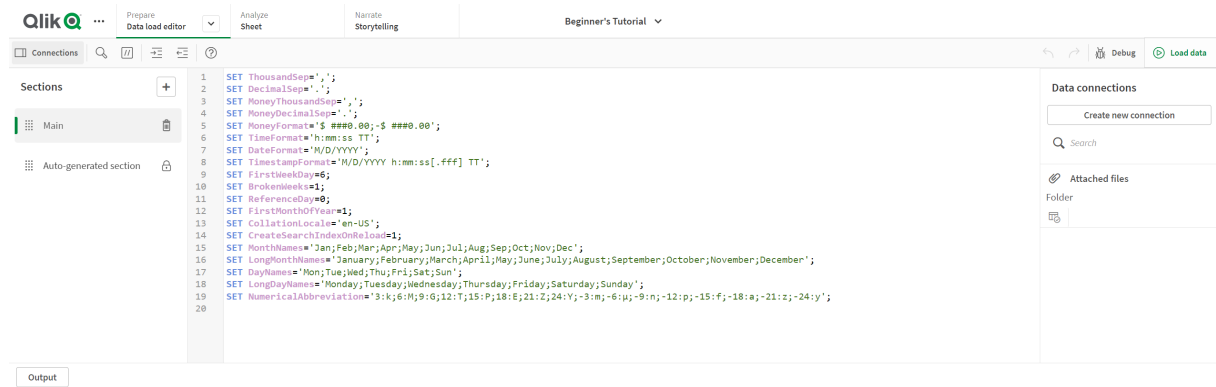 Qlik
Prepare
Data load editor
Analyze
Sheet
Narrate
Storytelling
Beginner's Tutorial
Connections
Debug
Load data
Sections
Main
Auto-generated section
1 SET ThousandSep=',';
2 SET DecimalSep='.';
3 SET MoneyThousandSep=',';
4 SET MoneyDecimalSep='.';
5 SET MoneyFormat='$ ###0.00;-$ ###0.00';
6 SET TimeFormat='h:mm:ss TT';
7 SET DateFormat='M/D/YYYY';
8 SET TimestampFormat='M/D/YYYY h:mm:ss[.fff] TT';
9 SET FirstWeekDay=6;
10 SET BrokenWeeks=1;
11 SET ReferenceDay=0;
12 SET FirstMonthOfYear=1;
13 SET CollationLocale='en-US';
14 SET CreateSearchIndexOnReload=1;
15 SET MonthNames='Jan;Feb;Mar;Apr;May;Jun;Jul;Aug;Sep;Oct;Nov;Dec';
16 SET LongMonthNames='January;February;March;April;May;June;July;August;September;October;November;December';
17 SET DayNames='Mon;Tue;Wed;Thu;Fri;Sat;Sun';
18 SET LongDayNames='Monday;Tuesday;Wednesday;Thursday;Friday;Saturday;Sunday';
19 SET NumericalAbbreviation='3:k;6:M;9:G;12:T;15:P;18:E;21:Z;24:Y;-3:m;-6:μ;-9:n;-12:p;-15:f;-18:a;-21:z;-24:y';
20
Data connections
Create new connection
Search
Attached files
Folder
Output